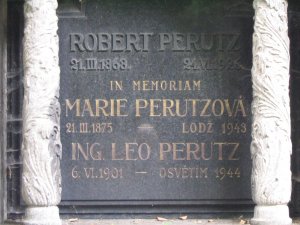 ROBERT PERUTZ
21.III.1868.
IN MEMORIAM
MARIE PERUTZOVÁ
21.III.1875 — LODŽ 1943
ING. LEO PERUTZ
6.VI.1901 — OSVĚTIM 1944